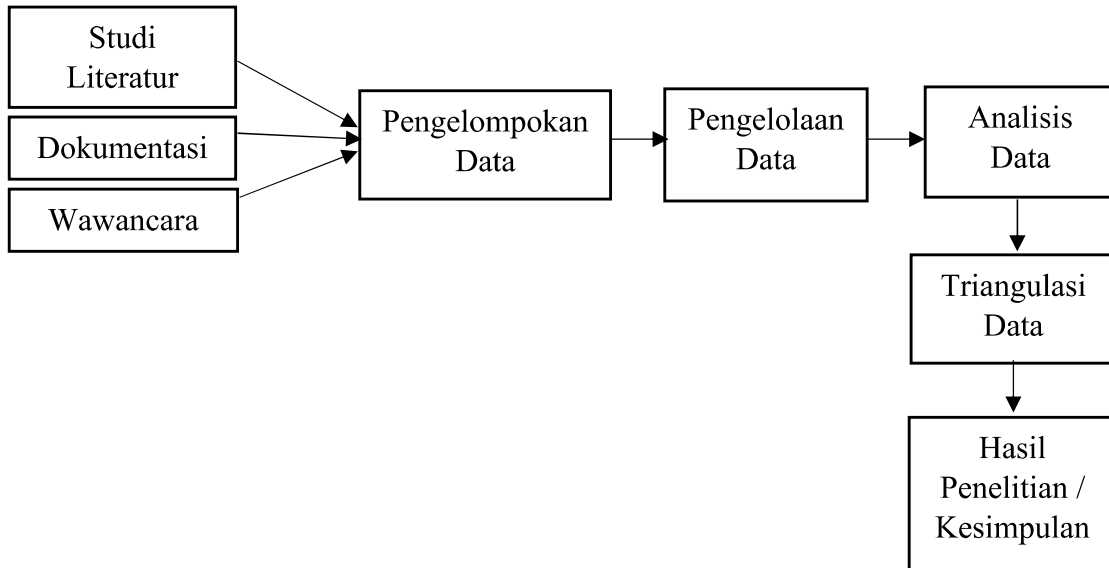 Studi
Literatur
Dokumentasi
Wawancara
Pengelompokan
Data
Pengelolaan
Data
Analisis
Data
Triangulasi
Data
Hasil
Penelitian /
Kesimpulan